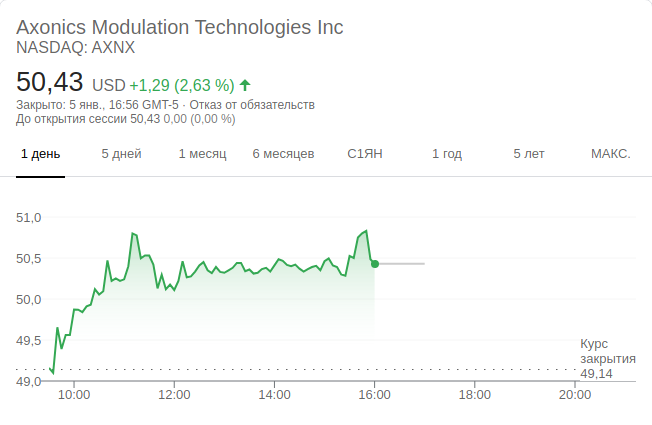 Axonics Modulation Technologies Inc
NASDAQ: AXNX
50,43 USD +1,29 (2,63 %)
Закрыто: 5 янв., 16:56 GMT-5 · Отказ от обязательств
До открытия сессии 50,43 0,00 (0,00 %)
1 день 5 дней 1 месяц 6 месяцев С1ЯН 1 год 5 лет МАКС.
51,0
50,5
50,0
49,5
49,0
Курс
закрытия
49,14
10:00 12:00 14:00 16:00 18:00 20:00